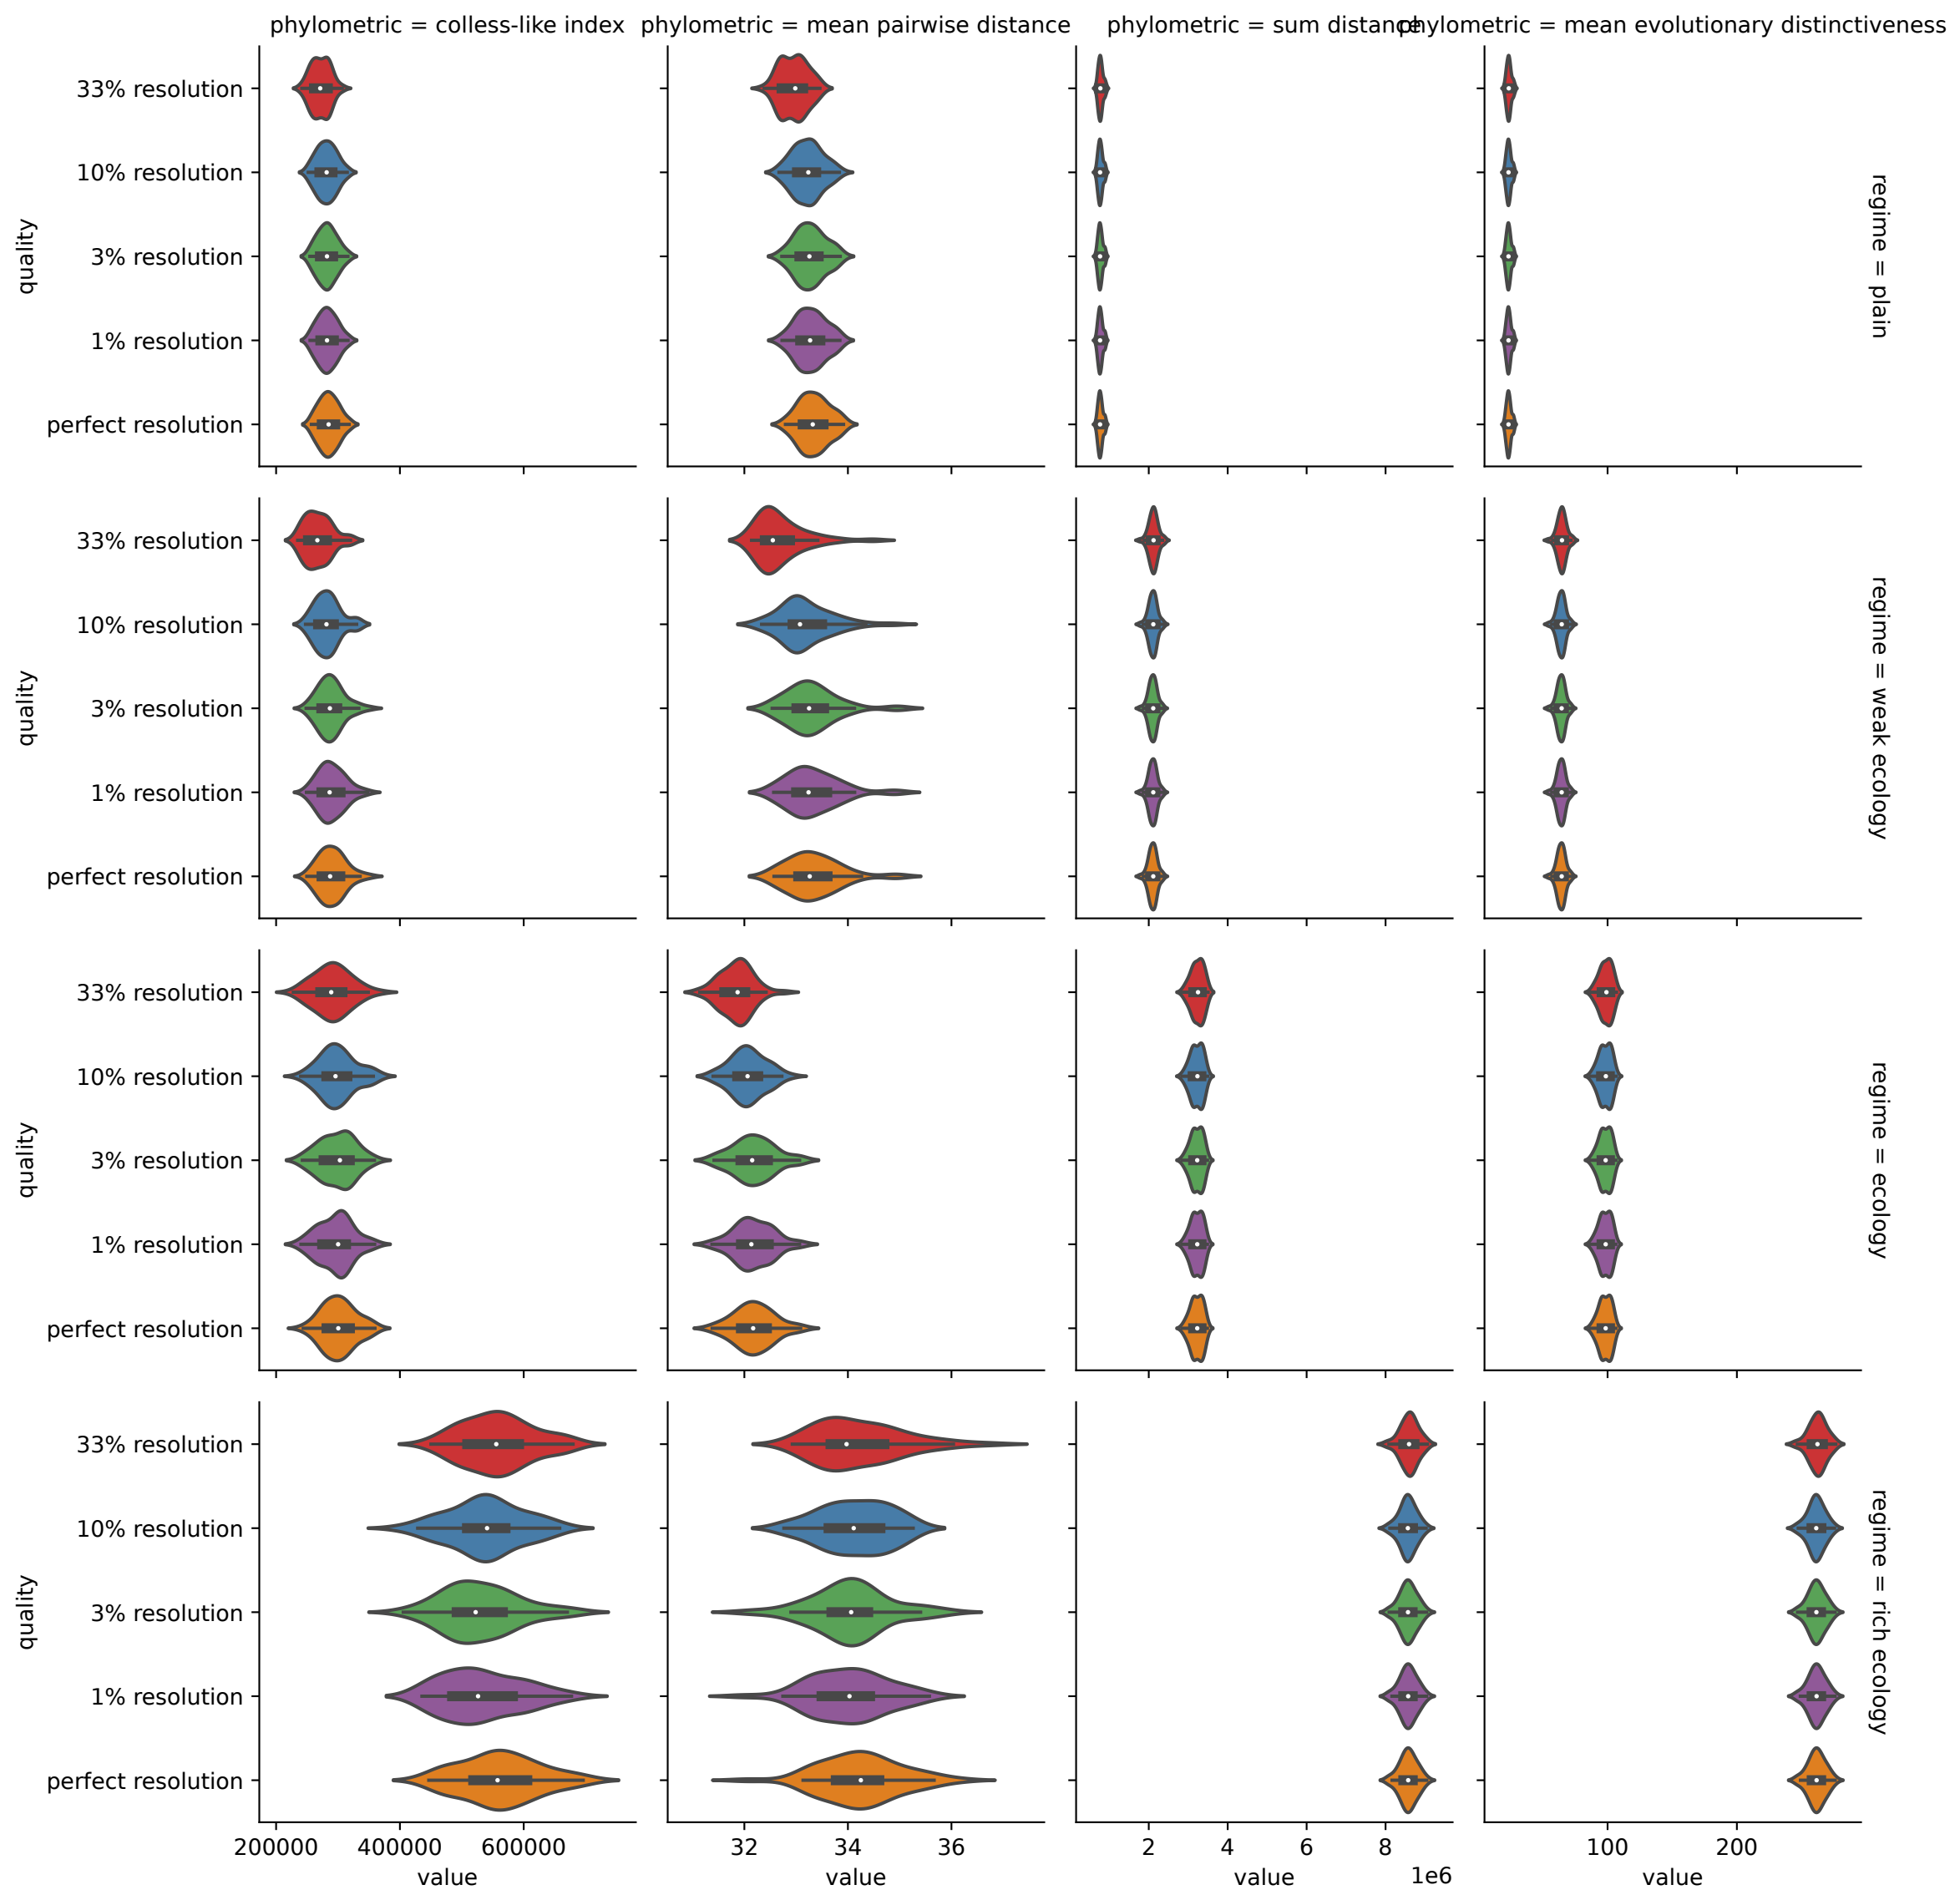 phylometric = colless-like index
phylometric = mean pairwise distance
phylometric = sum distance
phylometric = mean evolutionary distinctiveness
quality
33% resolution
10% resolution
3% resolution
1% resolution
perfect resolution
regime = plain
quality
33% resolution
10% resolution
3% resolution
1% resolution
perfect resolution
regime = weak ecology
quality
33% resolution
10% resolution
3% resolution
1% resolution
perfect resolution
regime = ecology
quality
33% resolution
10% resolution
3% resolution
1% resolution
perfect resolution
regime = rich ecology
200000 400000 600000
32 34 36
2 4 6 8
100 200
1e6
value
value
value
value